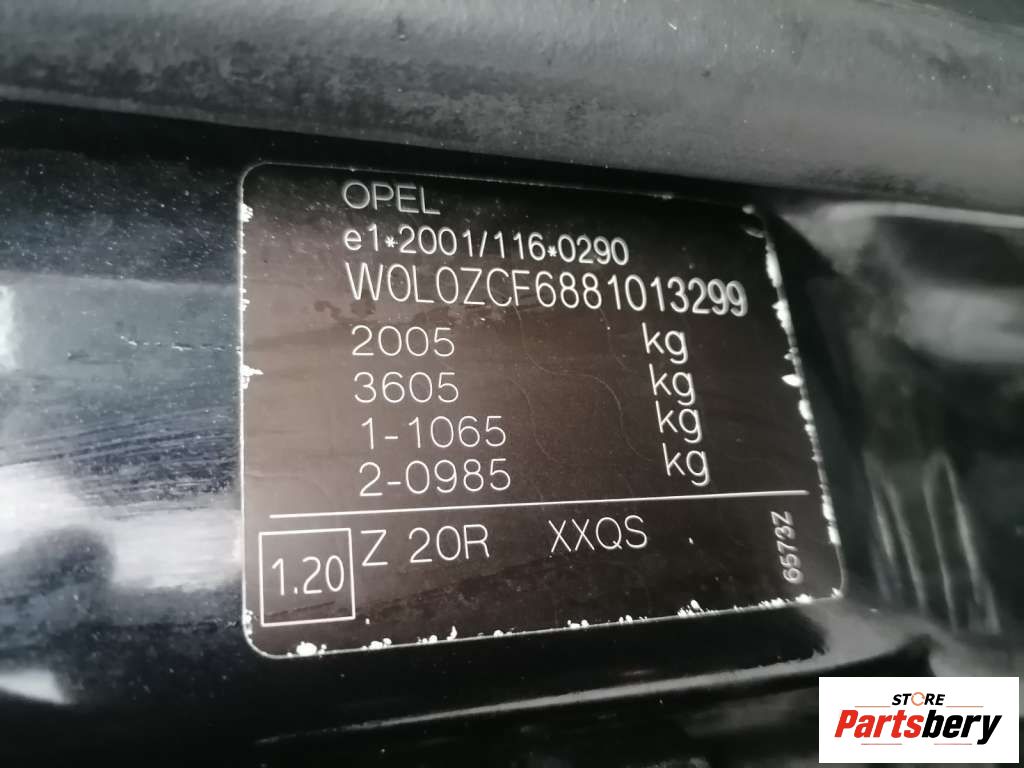 OPEL
e1*2001/116*0290
W0L0ZCF6881013299
2005 kg
3605 kg
1-1065 kg
2-0985 kg
1.20 Z 20R XXQS
6573Z
STORE
Partsbery